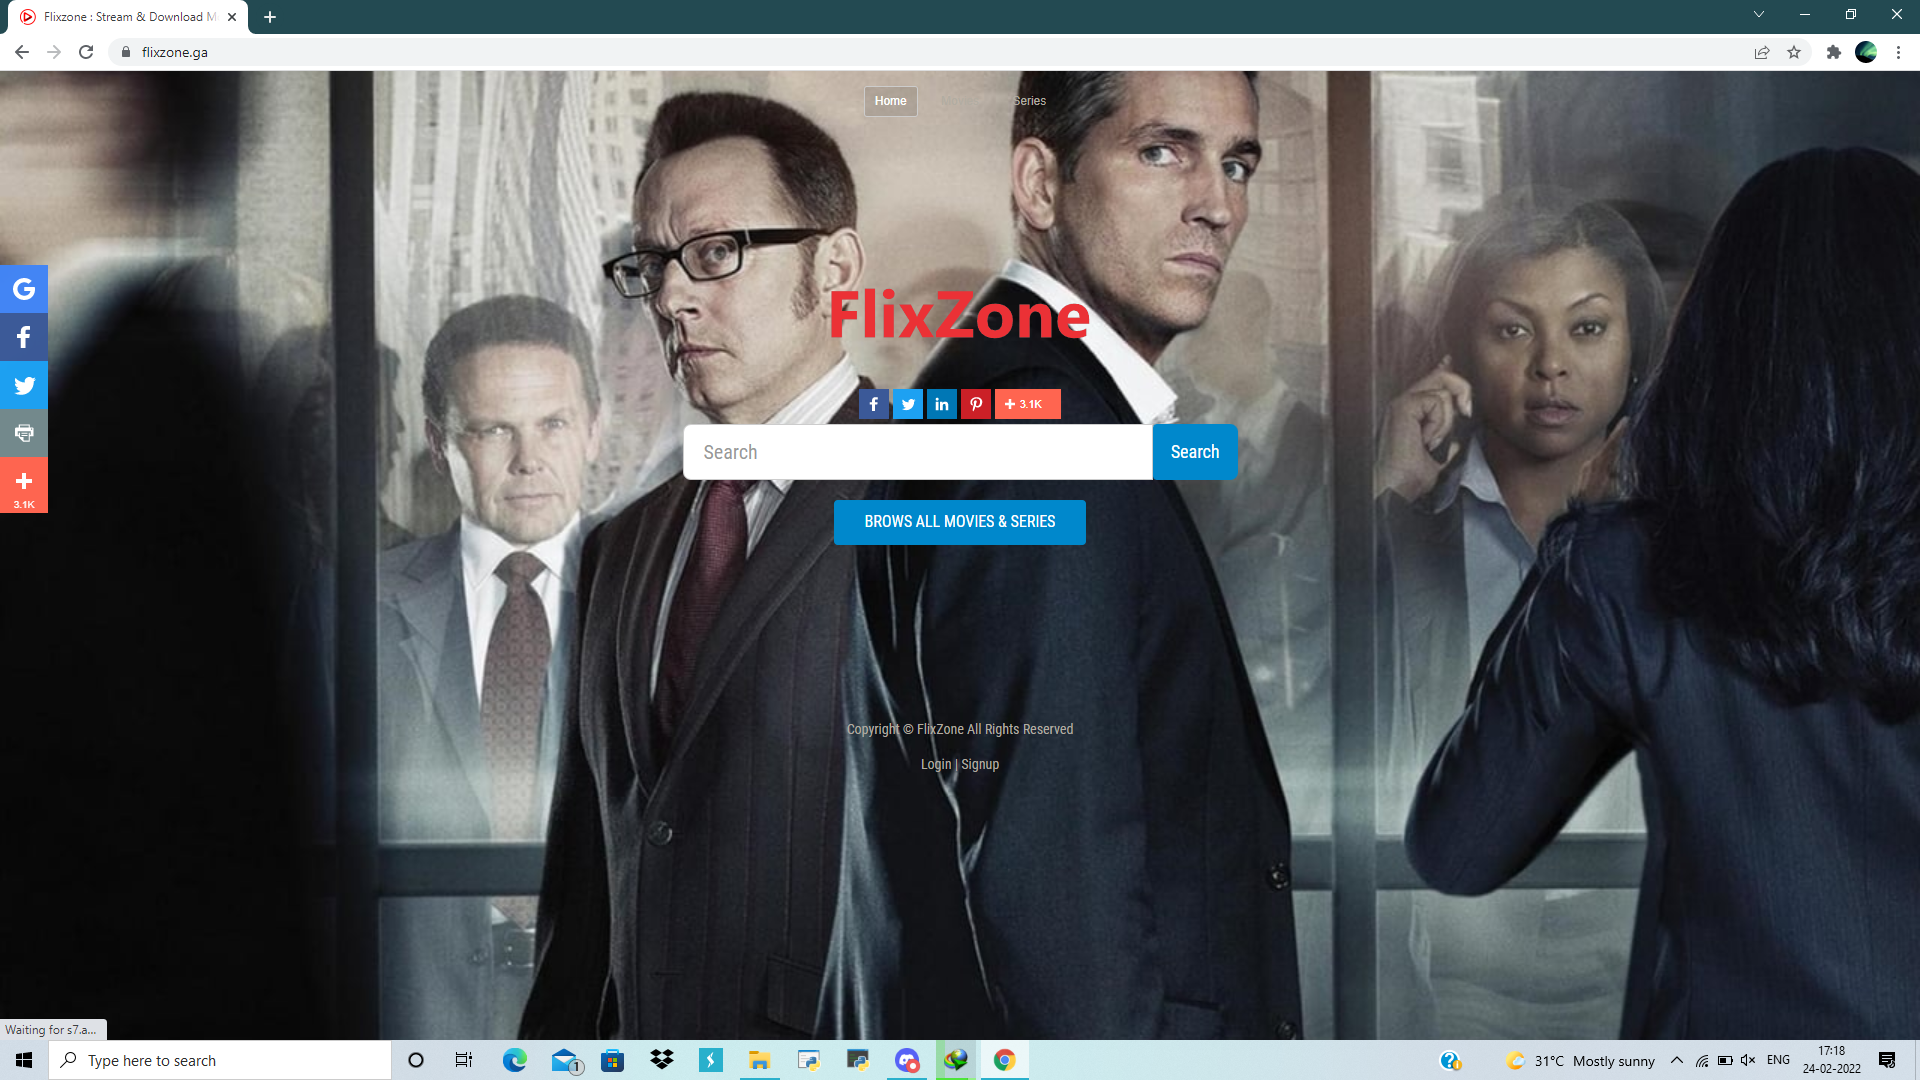 Flixzone : Stream & Download M
flixzone.ga
Home
Series
FlixZone
3.1K
3.1K
Search
Search
BROWS ALL MOVIES & SERIES
Copyright © FlixZone All Rights Reserved
Login | Signup
Waiting for s7.a...
Type here to search
1
31°C Mostly sunny
ENG
17:18
24-02-2022